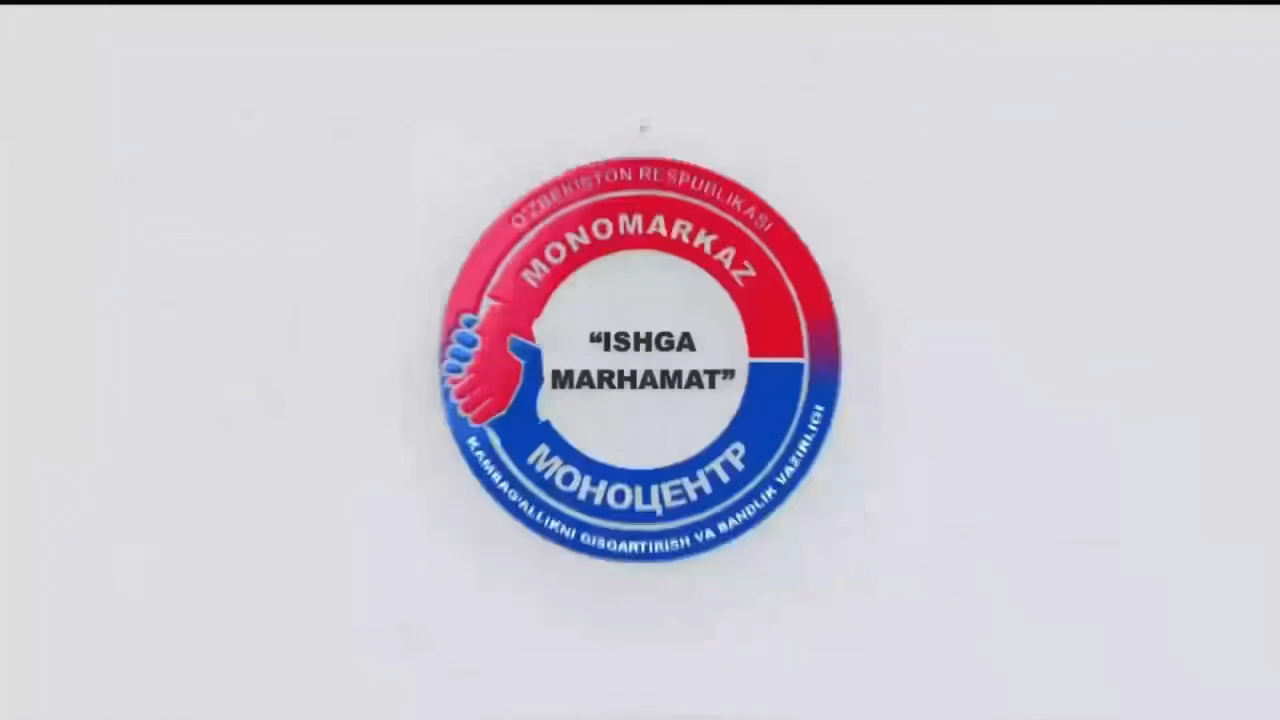 O'ZBEKISTON RESPUBLIKASI
MONOMARKAZ
“ISHGA
MARHAMAT”
МОНОЦЕНТР
KAMBAG'ALLIKNI QISQARTIRISH VA BANDLIK VAZIRLIGI